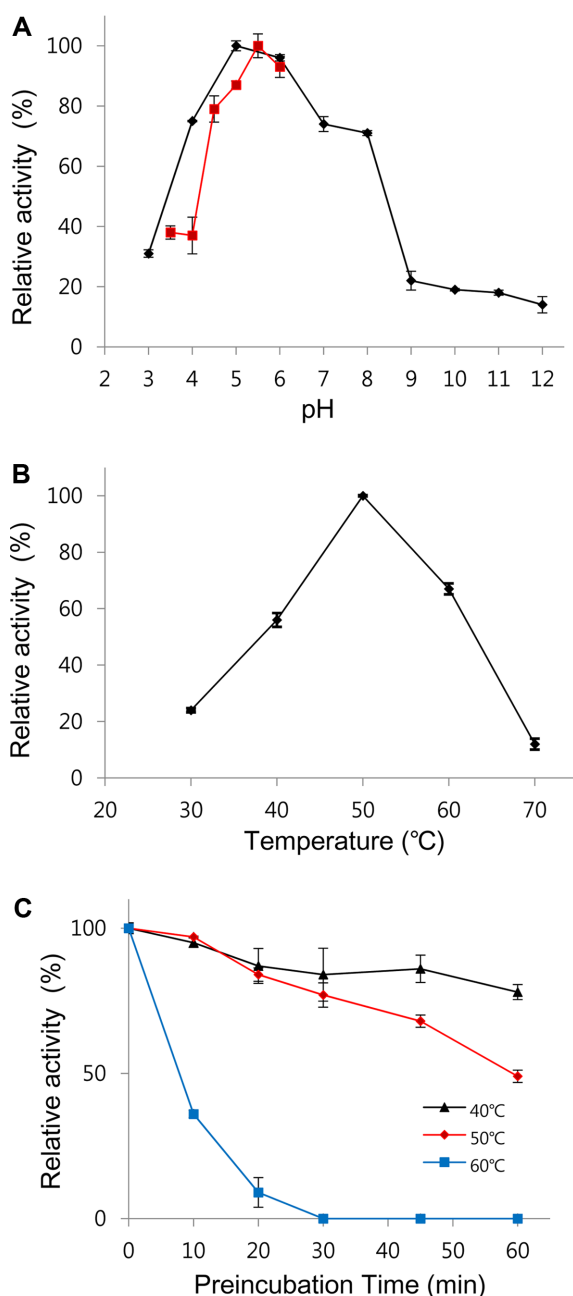 A
Relative activity (%)
100
80
60
40
20
0
2 3 4 5 6 7 8 9 10 11 12
pH
B
Relative activity (%)
100
80
60
40
20
0
20 30 40 50 60 70
Temperature (℃)
C
Relative activity (%)
100
50
0
40℃
50℃
60℃
0 10 20 30 40 50 60
Preincubation Time (min)